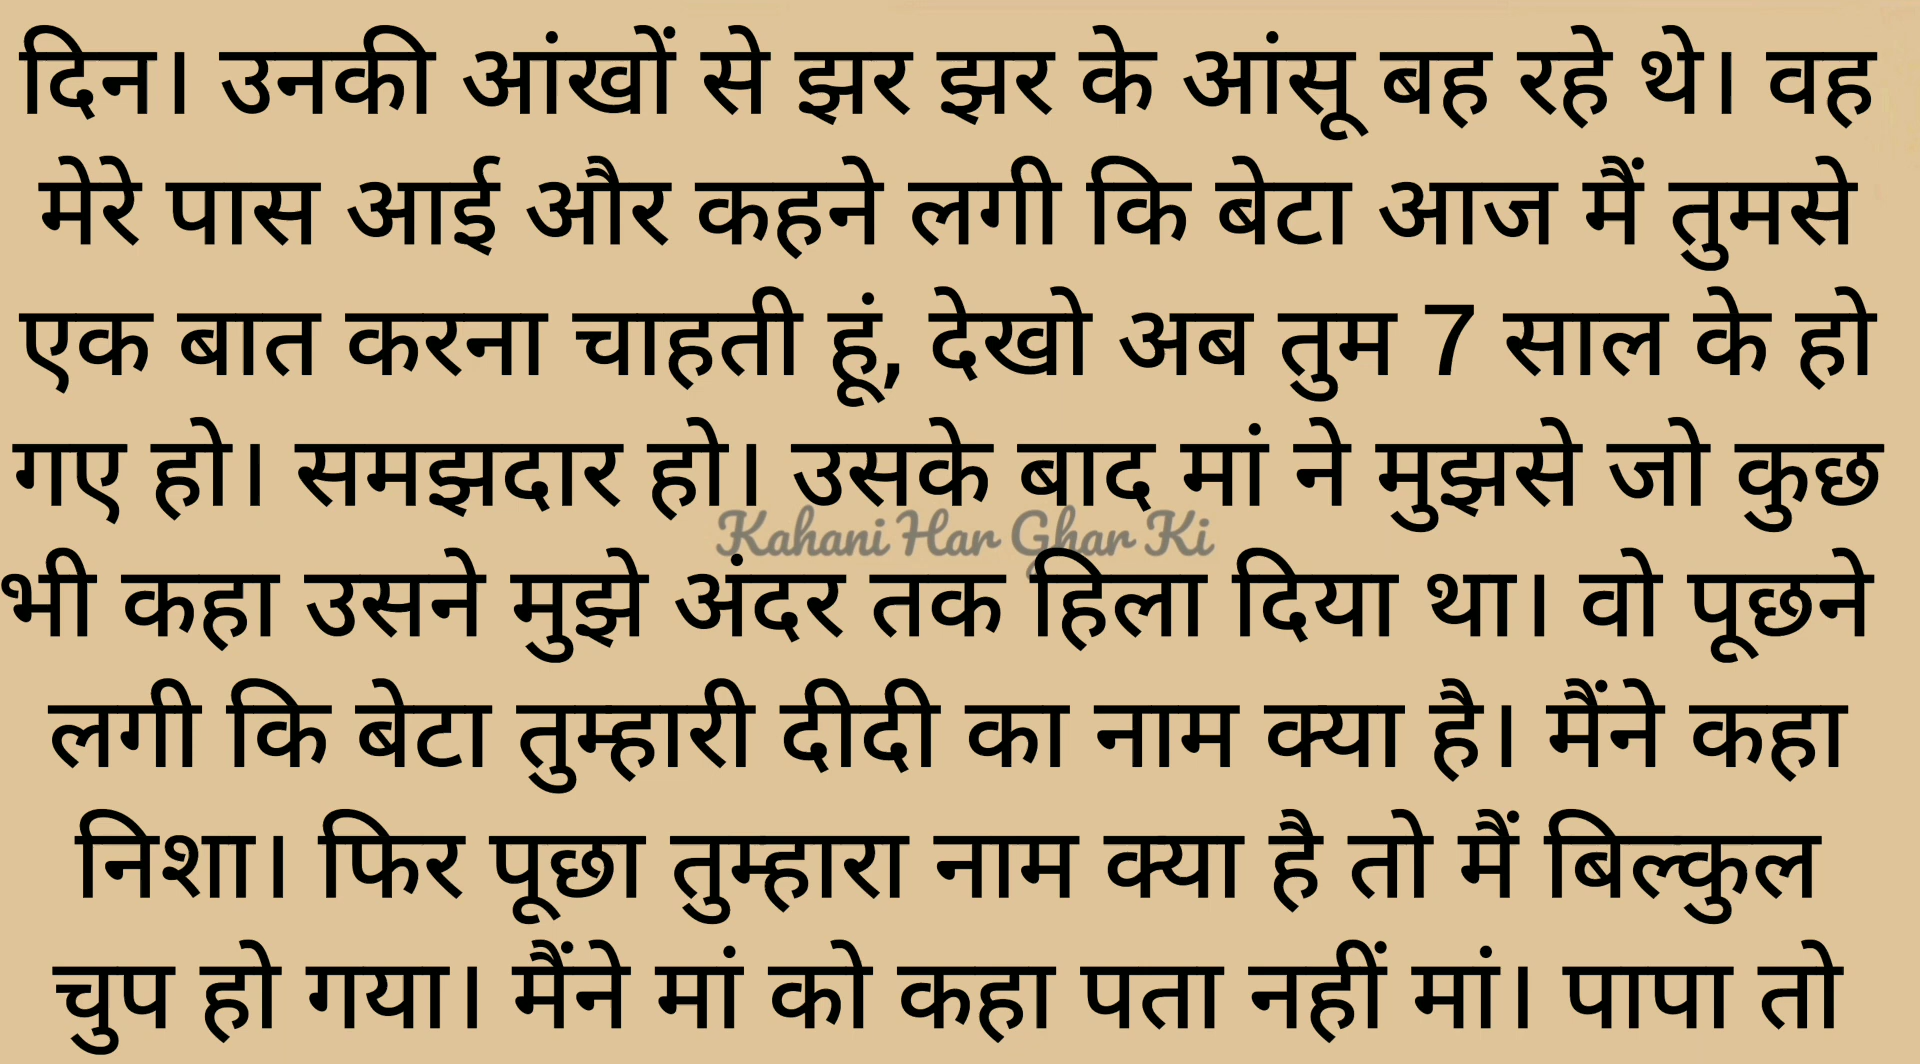 दिन। उनकी आंखों से झर झर के आंसू बह रहे थे। वह
मेरे पास आई और कहने लगी कि बेटा आज मैं तुमसे
एक बात करना चाहती हूं, देखो अब तुम 7 साल के हो
गए हो। समझदार हो। उसके बाद मां ने मुझसे जो कुछ
Kahani Har Ghar Ki
भी कहा उसने मुझे अंदर तक हिला दिया था। वो पूछने
लगी कि बेटा तुम्हारी दीदी का नाम क्या है। मैंने कहा
निशा। फिर पूछा तुम्हारा नाम क्या है तो मैं बिल्कुल
चुप हो गया। मैंने मां को कहा पता नहीं मां। पापा तो